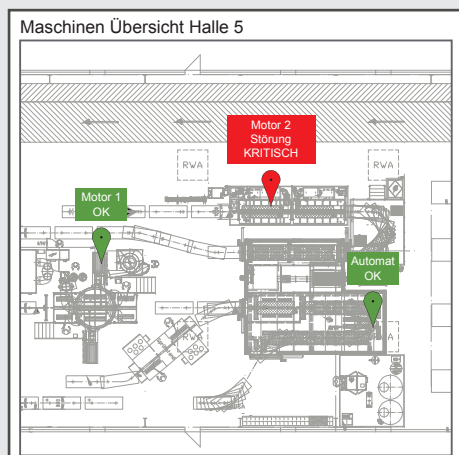 Maschinen Übersicht Halle 5
Motor 2
Störung
KRITISCH
RWA
RWA
Motor 1
OK
Automat
OK
RWA
A